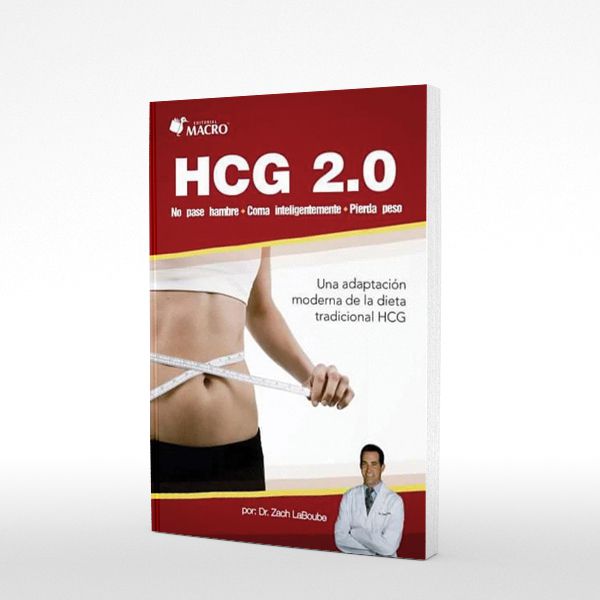 EDITORIAL
MACRO
HCG 2.0
No pase hambre • Coma inteligentemente • Pierda peso
Una adaptación
moderna de la dieta
tradicional HCG
por: Dr. Zach LaBoube